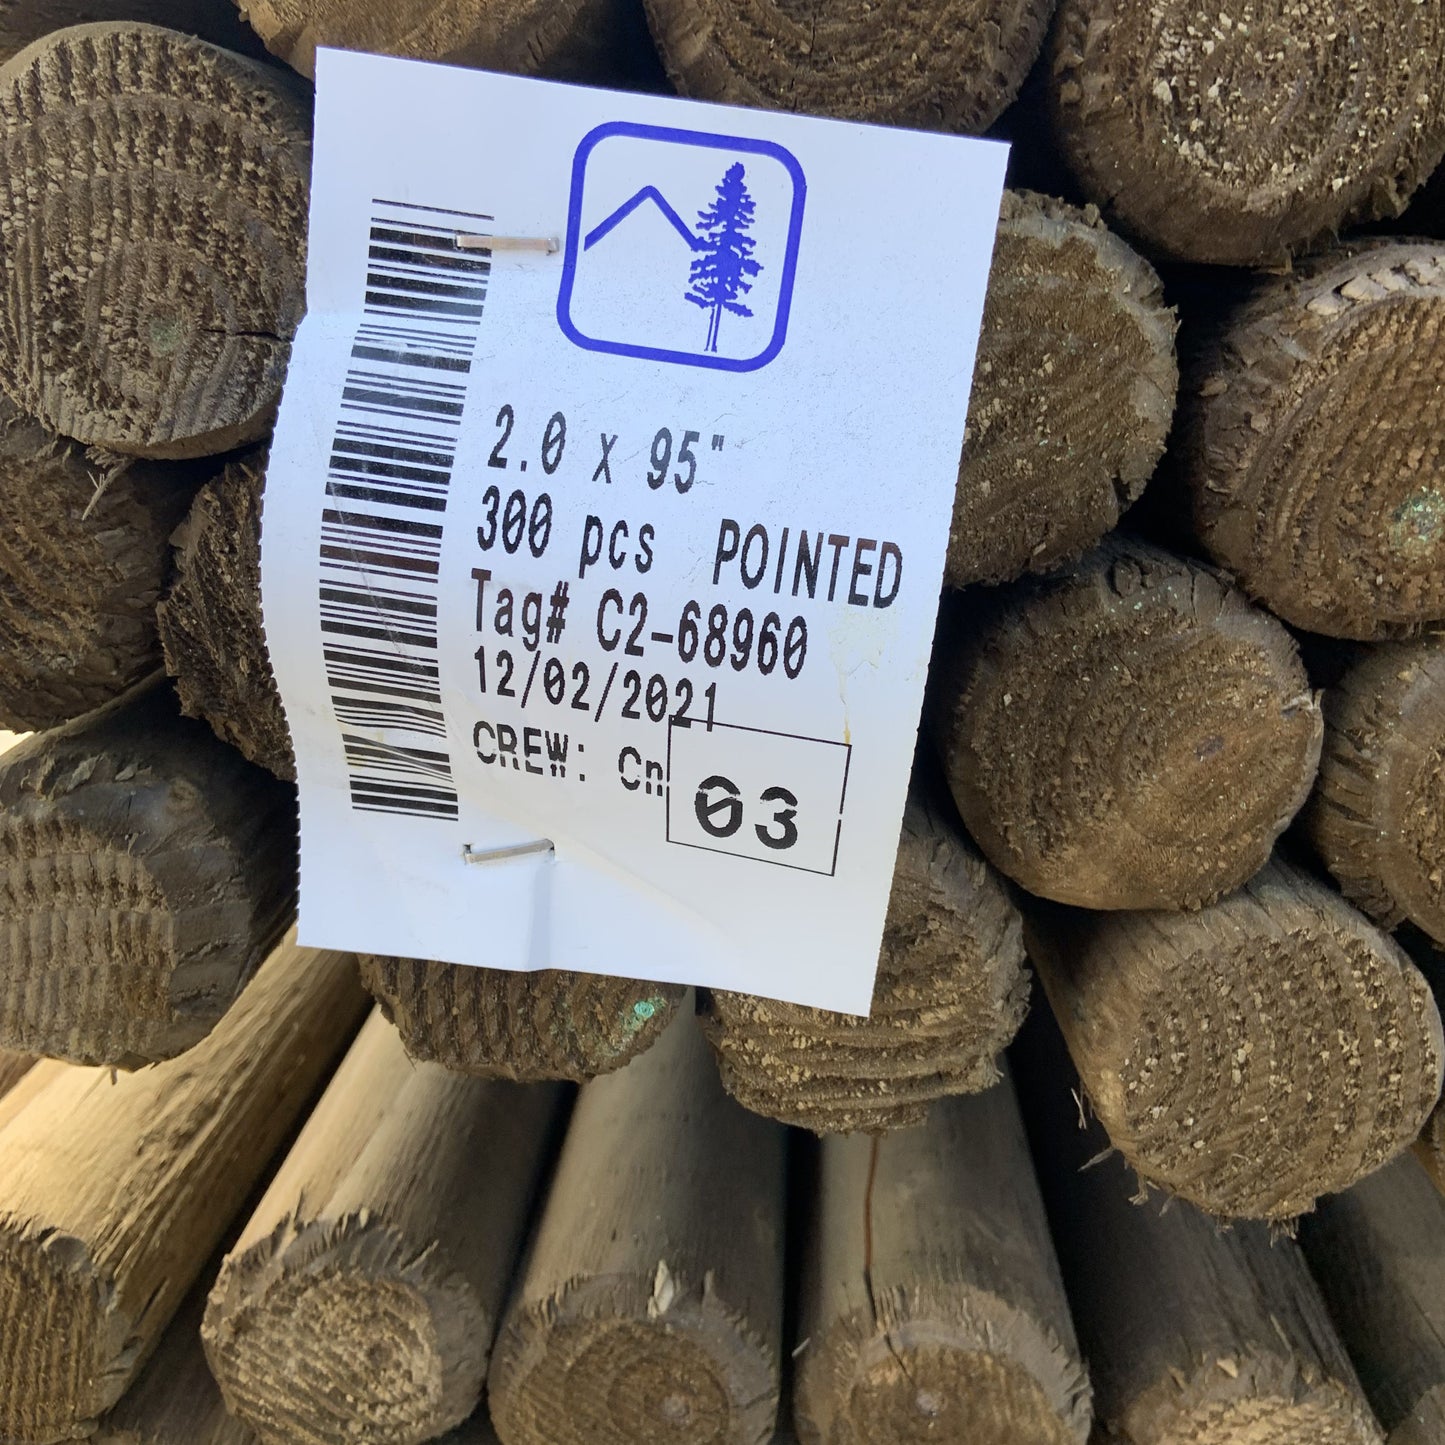 2.0 x 95"
300 pcs POINTED
Tag# C2-68960
12/02/2021
CREW: Cn
03